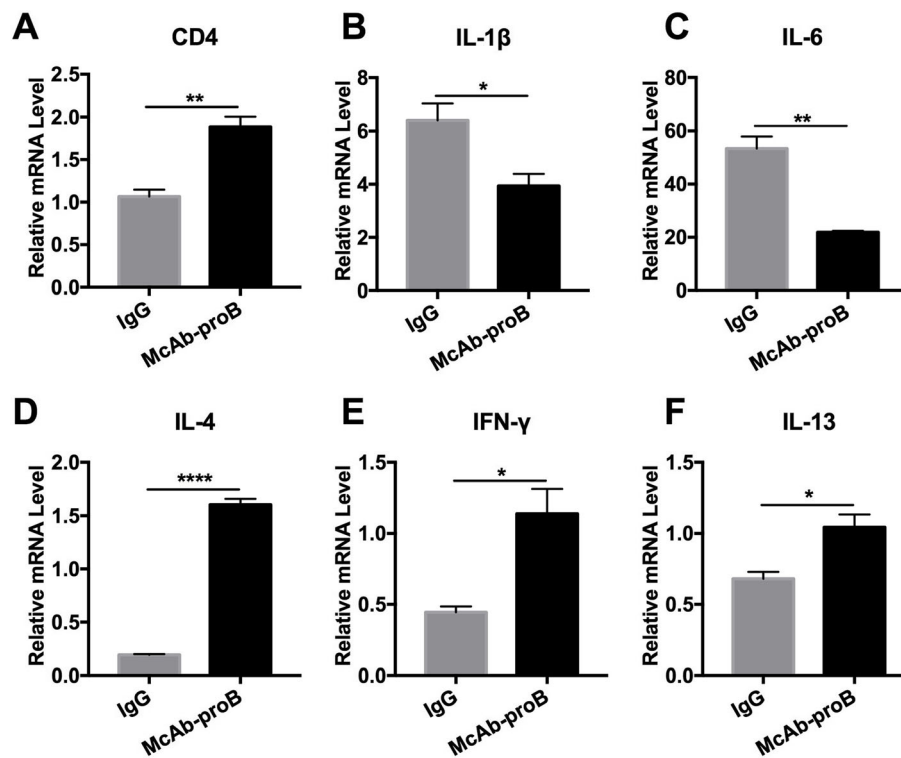 A
CD4
Relative mRNA Level
2.5
2.0
1.5
1.0
0.5
0.0
**
IgG
McAb-proB
B
IL-1β
Relative mRNA Level
8
6
4
2
0
*
IgG
McAb-proB
C
IL-6
Relative mRNA Level
80
60
40
20
0
**
IgG
McAb-proB
D
IL-4
Relative mRNA Level
2.0
1.5
1.0
0.5
0.0
****
IgG
McAb-proB
E
IFN-γ
Relative mRNA Level
1.5
1.0
0.5
0.0
*
IgG
McAb-proB
F
IL-13
Relative mRNA Level
1.5
1.0
0.5
0.0
*
IgG
McAb-proB